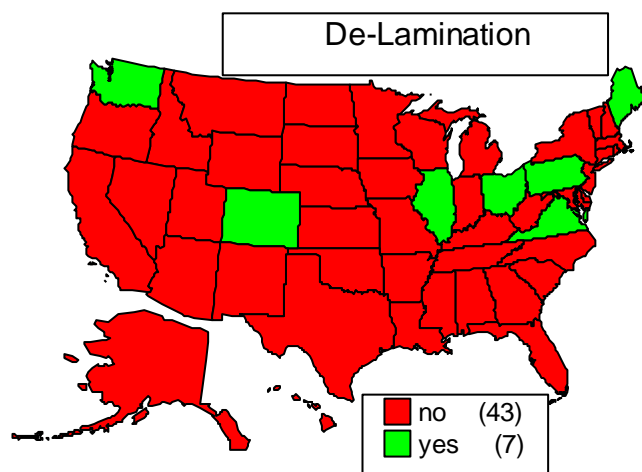 De-Lamination
no (43)
yes (7)